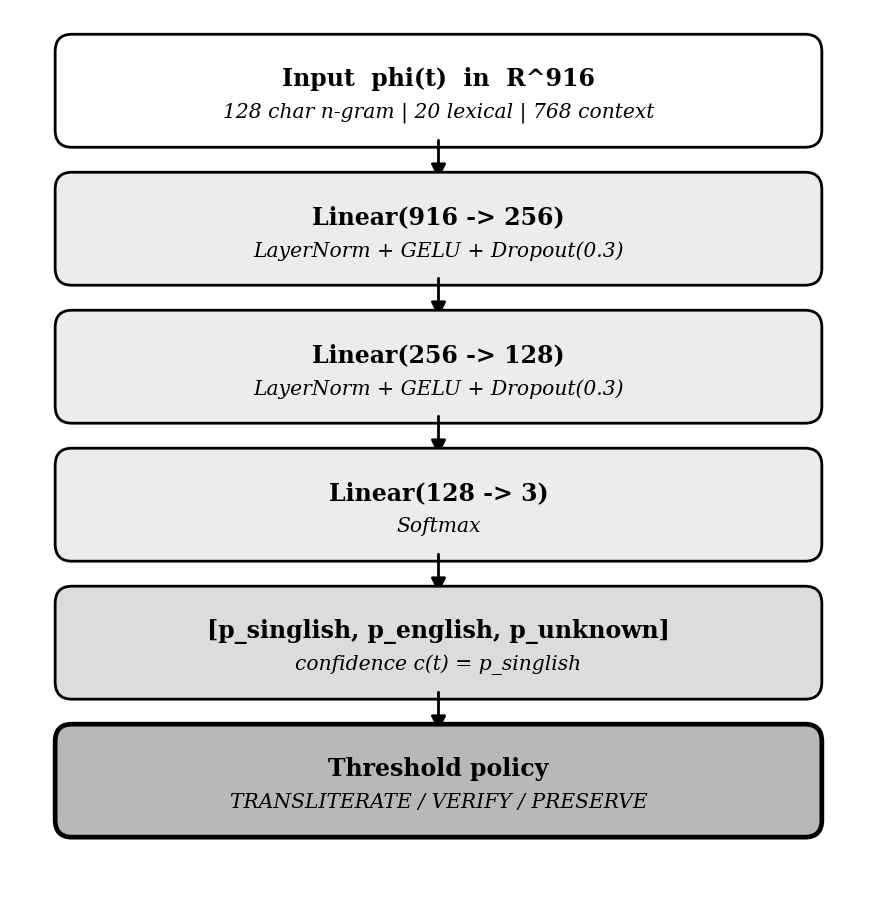 Input phi(t) in R^916
128 char n-gram | 20 lexical | 768 context
Linear(916 -> 256)
LayerNorm + GELU + Dropout(0.3)
Linear(256 -> 128)
LayerNorm + GELU + Dropout(0.3)
Linear(128 -> 3)
Softmax
[p_singlish, p_english, p_unknown]
confidence c(t) = p_singlish
Threshold policy
TRANSLITERATE / VERIFY / PRESERVE